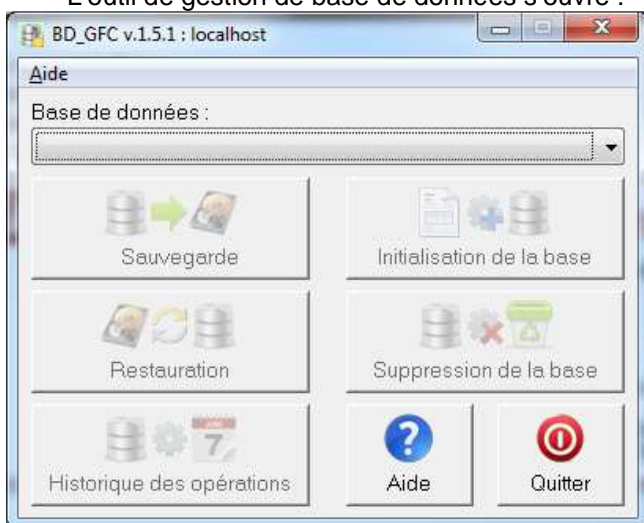 L'outil de gestion de base de données s'ouvre :
BD_GFC v.1.5.1 : localhost
Aide
Base de données :
Sauvegarde
Initialisation de la base
Restauration
Suppression de la base
7
Historique des opérations
Aide
Quitter